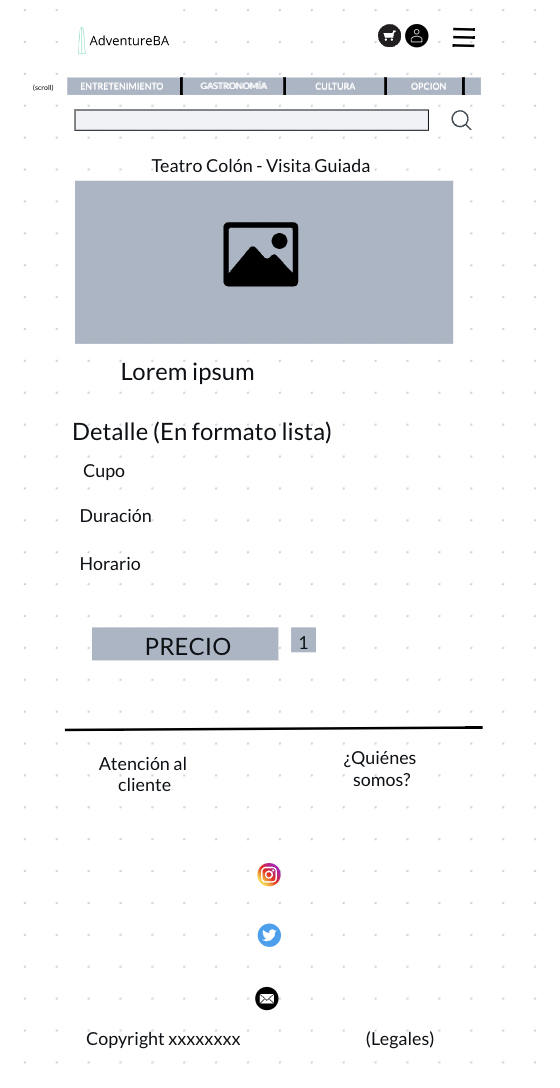 AdventureBA
(scroll)
ENTRETENIMIENTO
GASTRONOMÍA
CULTURA
OPCION
Teatro Colón - Visita Guiada
Lorem ipsum
Detalle (En formato lista)
Cupo
Duración
Horario
PRECIO
1
Atención al
cliente
¿Quiénes
somos?
Copyright xxxxxxxx
(Legales)